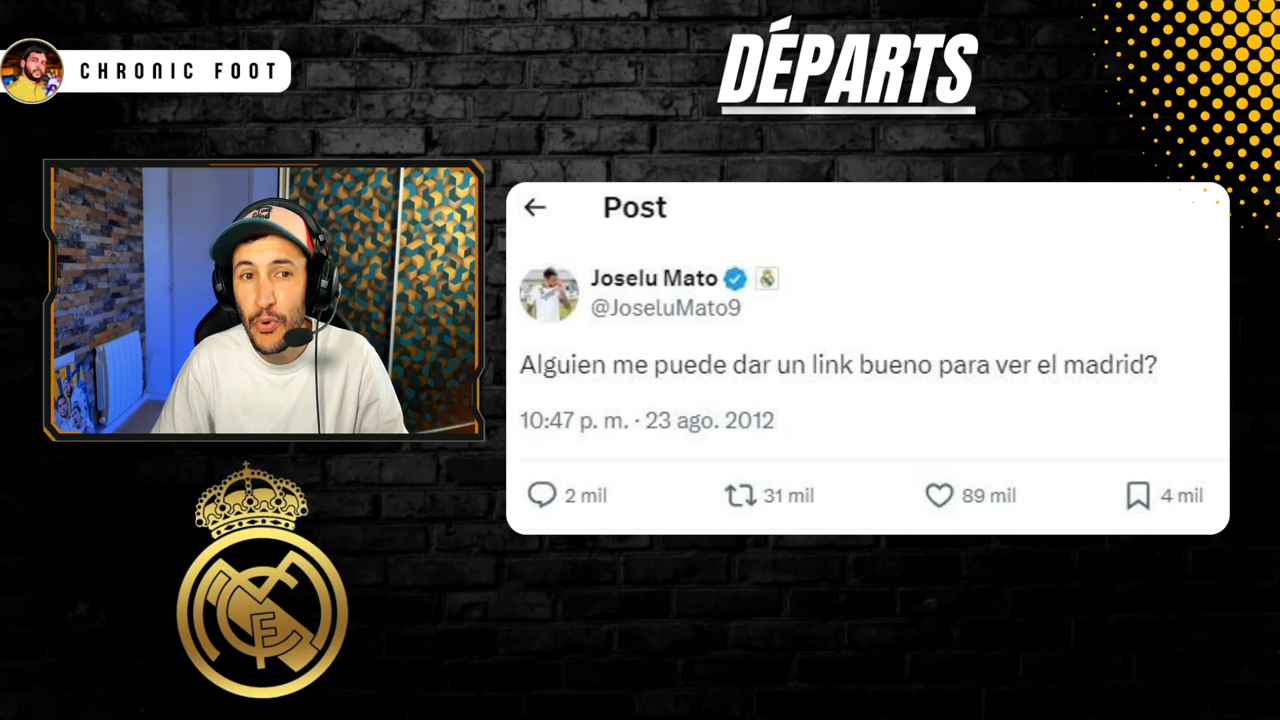 CHRONIC FOOT
DÉPARTS
Post
Joselu Mato
@JoseluMato9
Alguien me puede dar un link bueno para ver el madrid?
10:47 p. m. · 23 ago. 2012
2 mil 31 mil 89 mil 4 mil